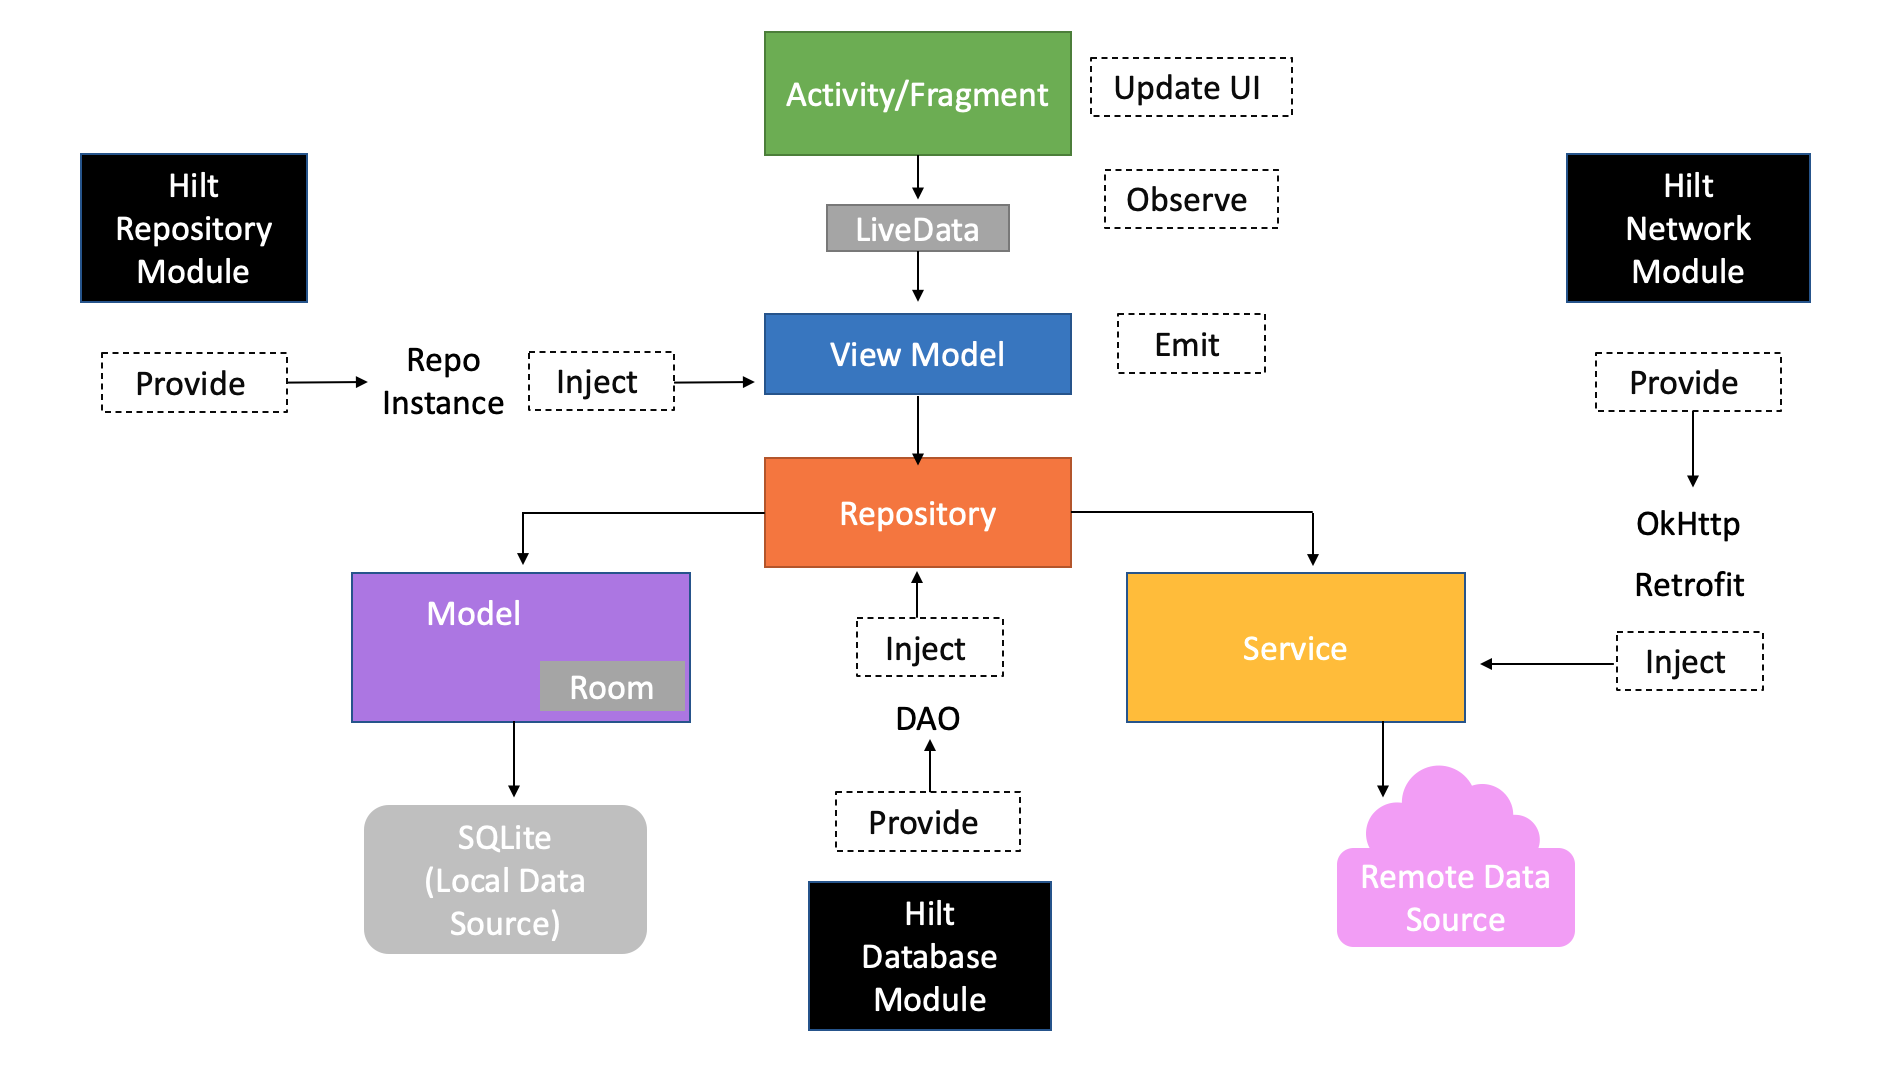 Activity/Fragment
Update UI
Hilt
Repository
Module
Observe
Hilt
Network
Module
LiveData
Provide
Repo
Instance
Inject
View Model
Emit
Provide
Repository
OkHttp
Retrofit
Model
Room
Inject
Service
Inject
DAO
Provide
SQLite
(Local Data
Source)
Remote Data
Source
Hilt
Database
Module